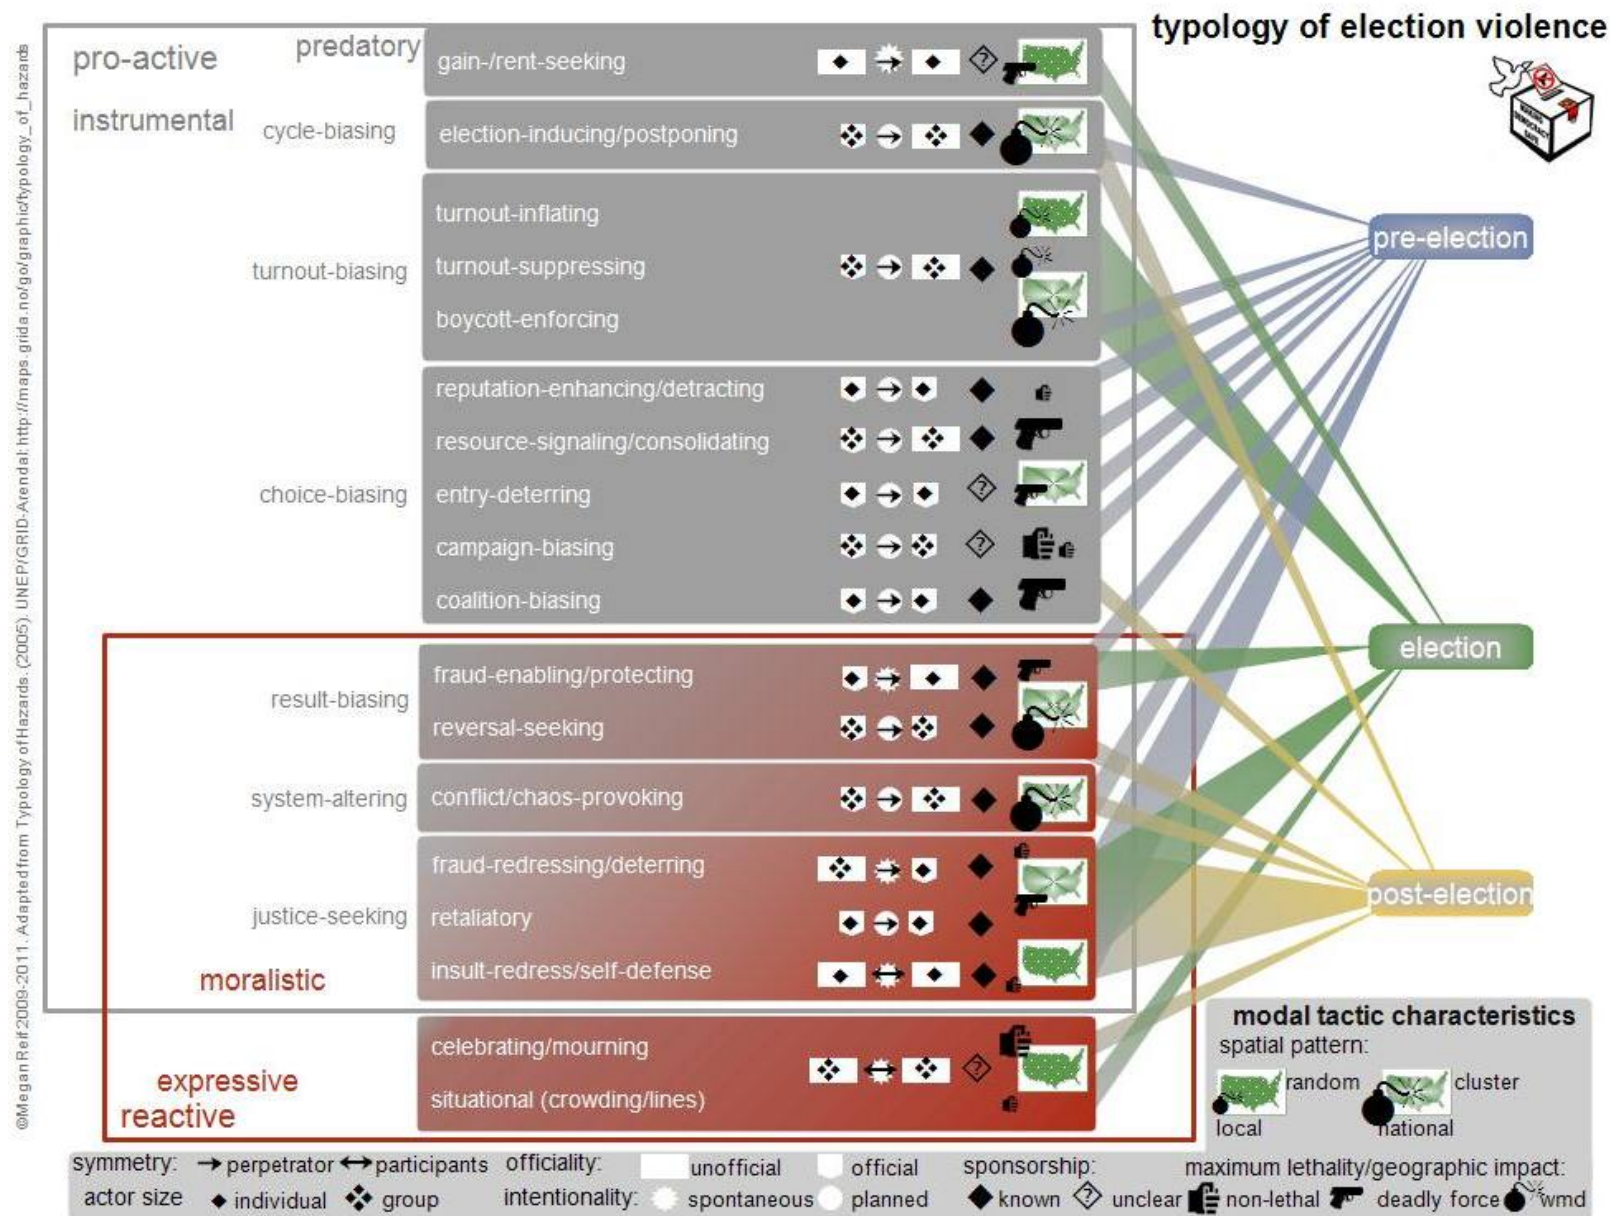 typology of election violence
MAKING
DEMOCRACY
SAFE
pro-active
instrumental
predatory
gain-/rent-seeking
cycle-biasing
election-inducing/postponing
turnout-biasing
turnout-inflating
turnout-suppressing
boycott-enforcing
choice-biasing
reputation-enhancing/detracting
resource-signaling/consolidating
entry-deterring
campaign-biasing
coalition-biasing
result-biasing
fraud-enabling/protecting
reversal-seeking
system-altering
conflict/chaos-provoking
justice-seeking
fraud-redressing/deterring
retaliatory
insult-redress/self-defense
moralistic
celebrating/mourning
situational (crowding/lines)
expressive
reactive
pre-election
election
post-election
modal tactic characteristics
spatial pattern:
random
cluster
local
national
symmetry: perpetrator participants officiality: unofficial official sponsorship: maximum lethality/geographic impact:
actor size individual group intentionality: spontaneous planned known ? unclear non-lethal deadly force wmd
©Megan Reif 2009-2011. Adapted from Typology of Hazards. (2005). UNEP/GRID-Arendal: http://maps.grida.no/go/graphic/typology_of_hazards